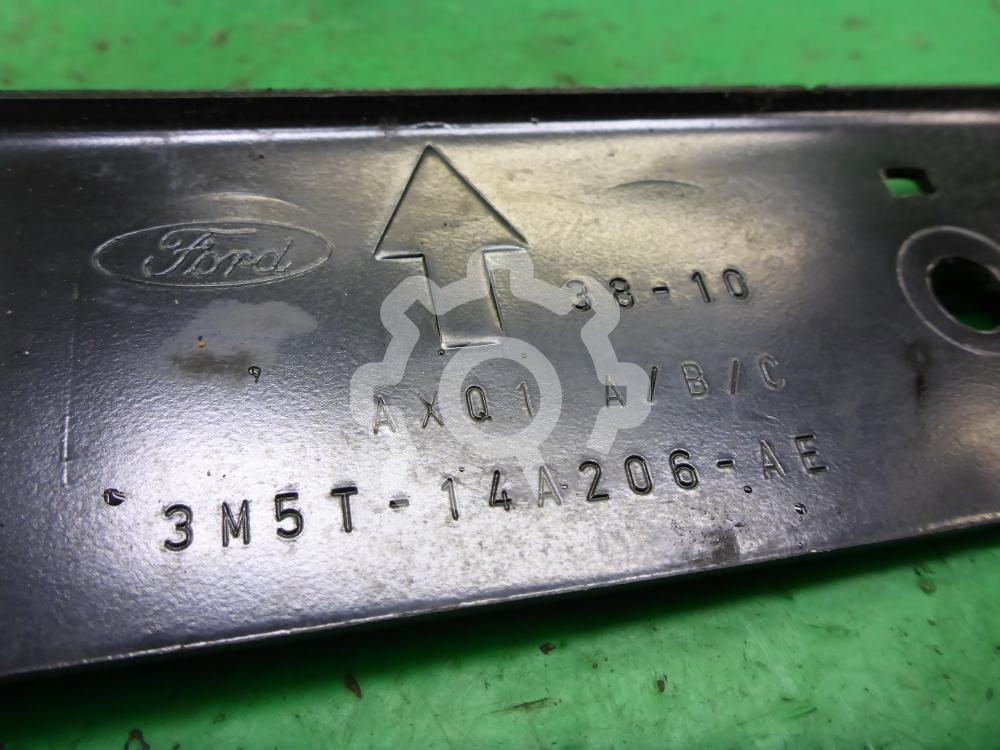 Ford
38-10
AXQ1 A/B/C
3M5T-14A206-AE